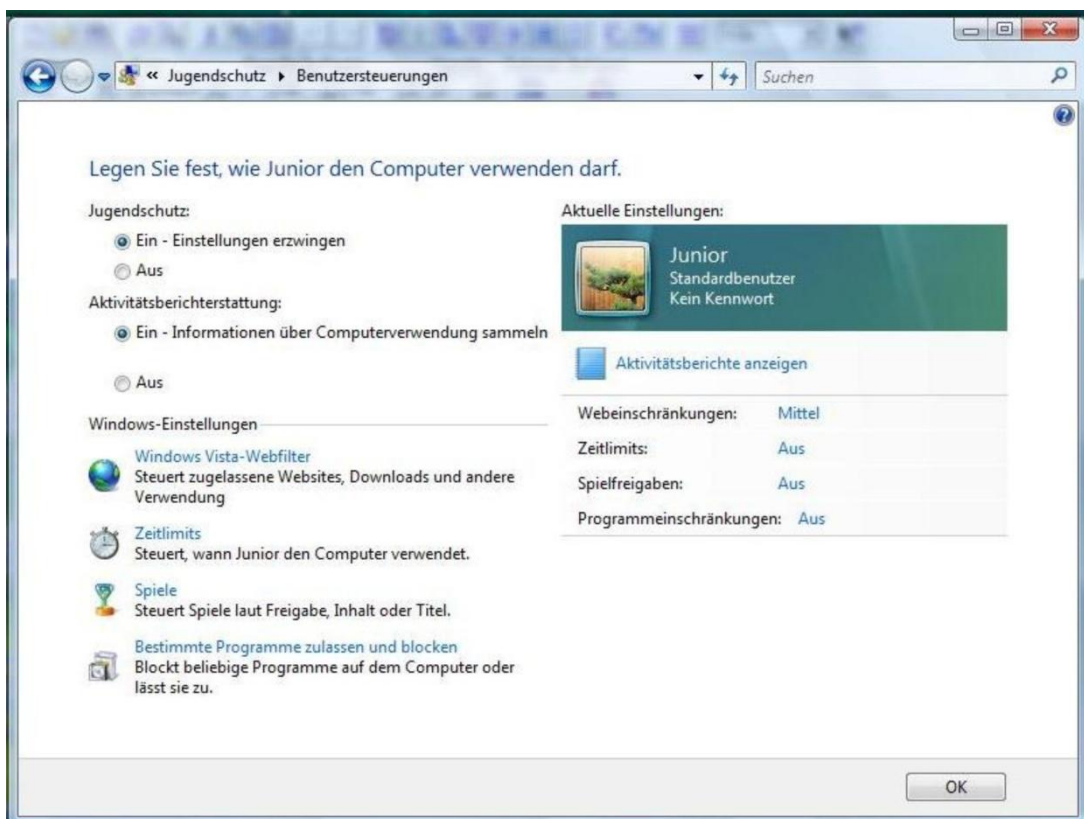 « Jugendschutz ▸ Benutzersteuerungen
Suchen
Legen Sie fest, wie Junior den Computer verwenden darf.
Jugendschutz:
Ein - Einstellungen erzwingen
Aus
Aktivitätsberichterstattung:
Ein - Informationen über Computerverwendung sammeln
Aus
Windows-Einstellungen
Windows Vista-Webfilter
Steuert zugelassene Websites, Downloads und andere
Verwendung
Zeitlimits
Steuert, wann Junior den Computer verwendet.
Spiele
Steuert Spiele laut Freigabe, Inhalt oder Titel.
Bestimmte Programme zulassen und blocken
Blockt beliebige Programme auf dem Computer oder
lässt sie zu.
Aktuelle Einstellungen:
Junior
Standardbenutzer
Kein Kennwort
Aktivitätsberichte anzeigen
Webeinschränkungen: Mittel
Zeitlimits: Aus
Spielfreigaben: Aus
Programmeinschränkungen: Aus
OK